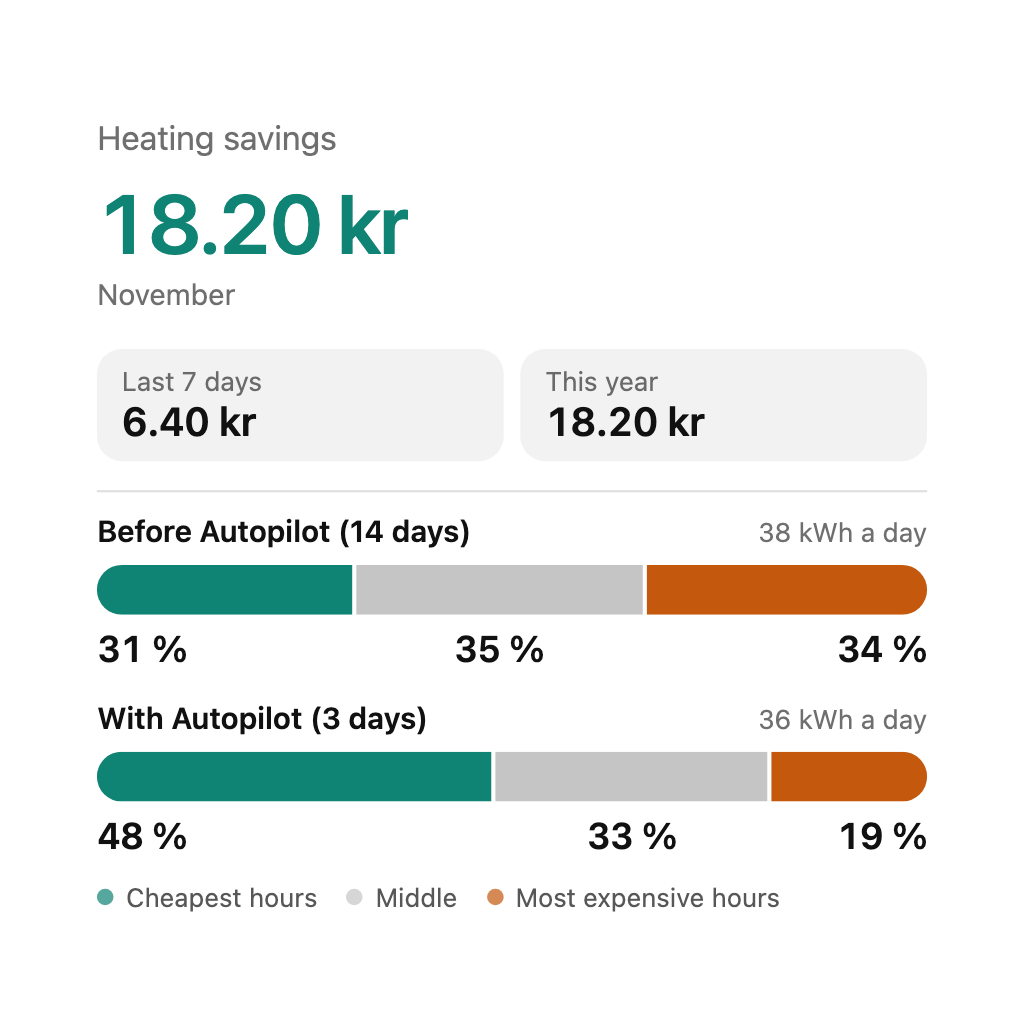 Heating savings
18.20 kr
November
Last 7 days
6.40 kr
This year
18.20 kr
Before Autopilot (14 days)
38 kWh a day
31 %
35 %
34 %
With Autopilot (3 days)
36 kWh a day
48 %
33 %
19 %
Cheapest hours
Middle
Most expensive hours